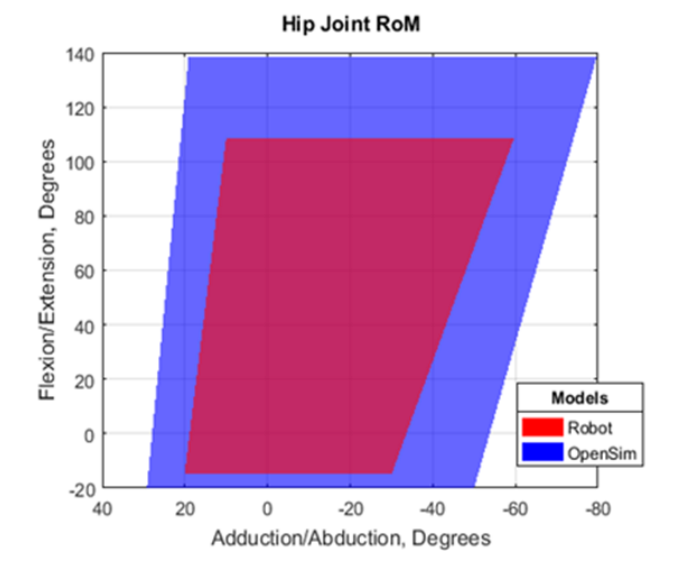 Hip Joint RoM
140
120
100
80
60
40
20
0
-20
Flexion/Extension, Degrees
40
20
0
-20
-40
-60
-80
Adduction/Abduction, Degrees
Models
Robot
OpenSim